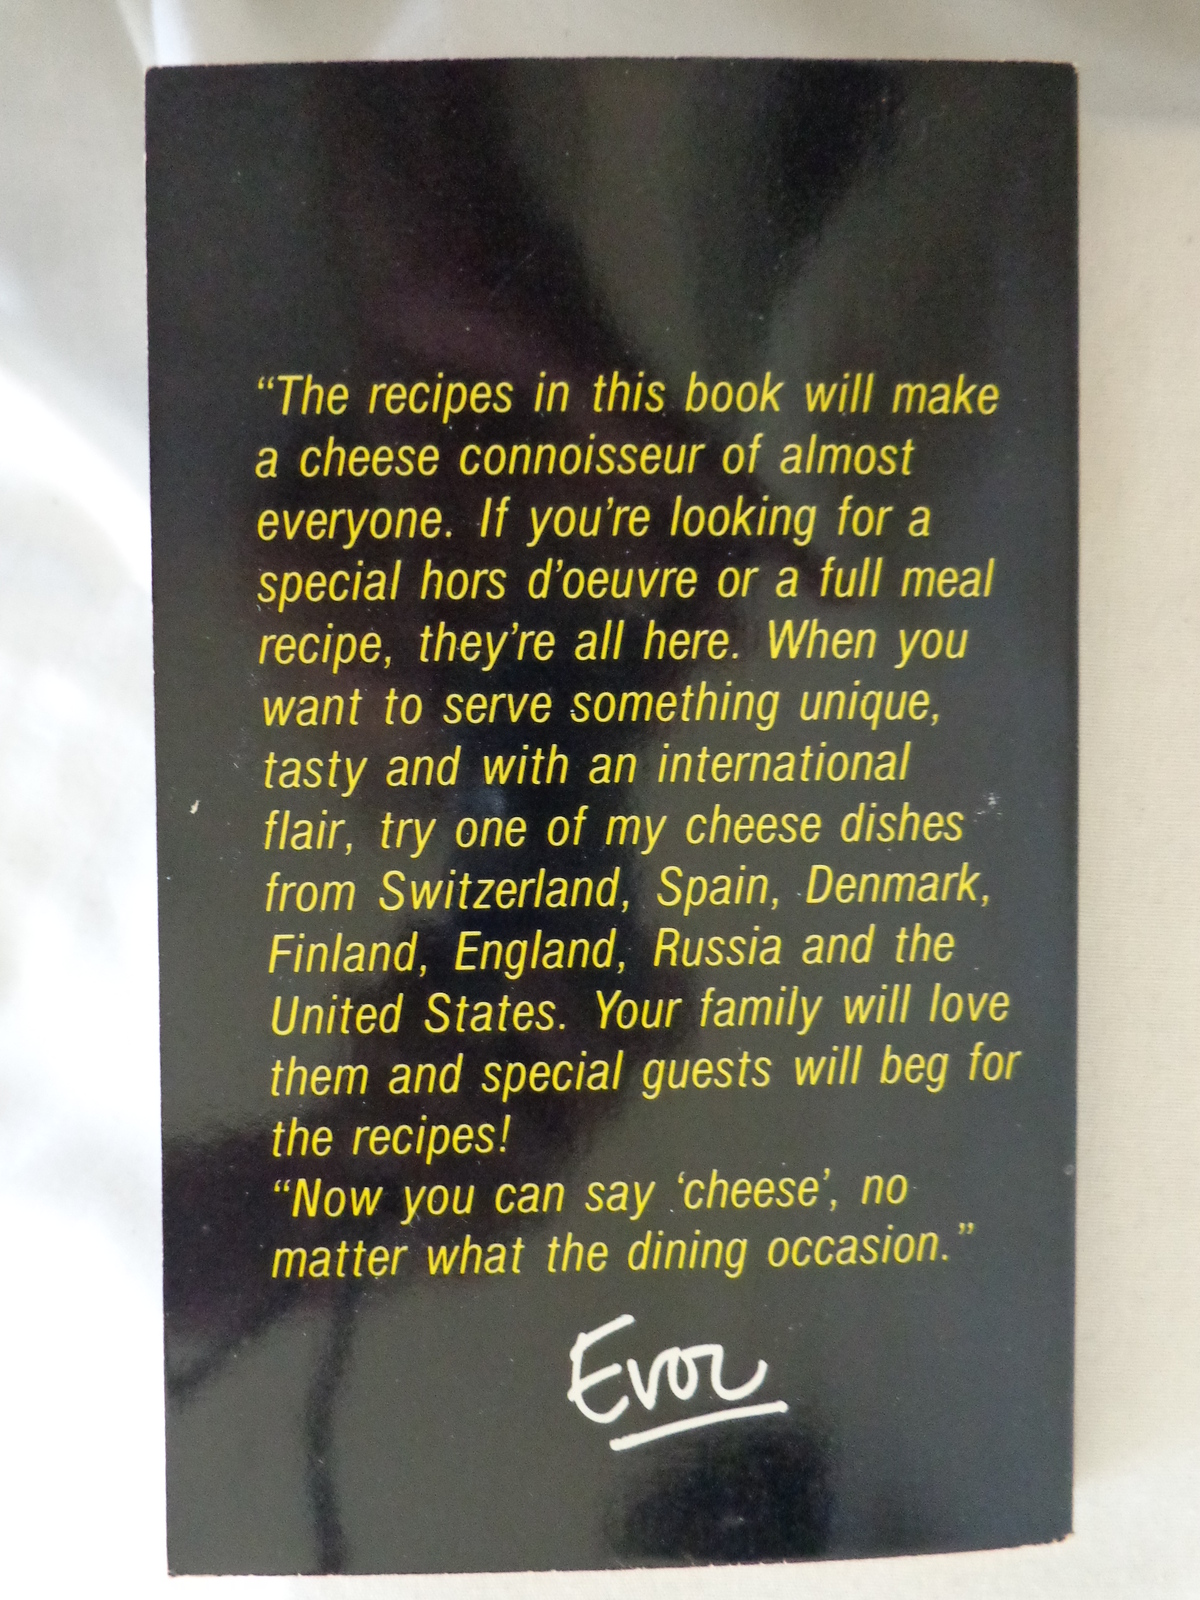 “The recipes in this book will make
a cheese connoisseur of almost
everyone. If you’re looking for a
special hors d’oeuvre or a full meal
recipe, they’re all here. When you
want to serve something unique,
tasty and with an international
flair, try one of my cheese dishes
from Switzerland, Spain, Denmark,
Finland, England, Russia and the
United States. Your family will love
them and special guests will beg for
the recipes!
“Now you can say ‘cheese’, no
matter what the dining occasion.”
Evor